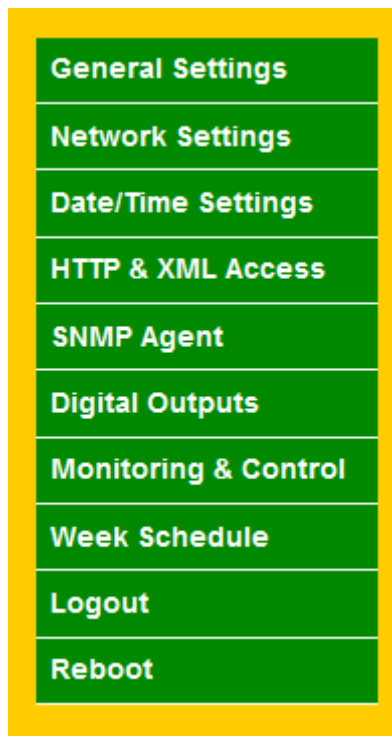 General Settings
Network Settings
Date/Time Settings
HTTP & XML Access
SNMP Agent
Digital Outputs
Monitoring & Control
Week Schedule
Logout
Reboot